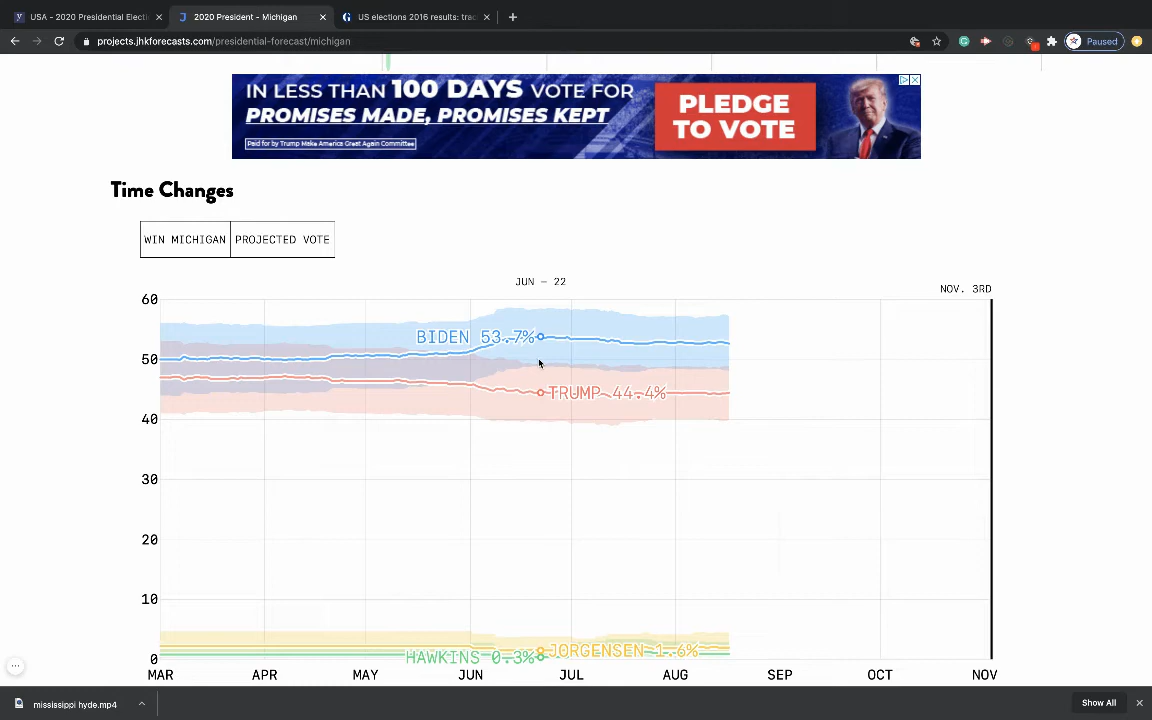 USA - 2020 Presidential Electi
2020 President - Michigan
US elections 2016 results: trac
projects.jhkforecasts.com/presidential-forecast/michigan
Paused
IN LESS THAN 100 DAYS VOTE FOR
PROMISES MADE, PROMISES KEPT
Paid for by Trump Make America Great Again Committee
PLEDGE
TO VOTE
Time Changes
WIN MICHIGAN
PROJECTED VOTE
JUN – 22
NOV. 3RD
60
BIDEN 53.7%
50
TRUMP 44.4%
40
30
20
10
JORGENSEN 1.6%
HAWKINS 0.3%
0
MAR
APR
MAY
JUN
JUL
AUG
SEP
OCT
NOV
mississippi hyde.mp4
Show All